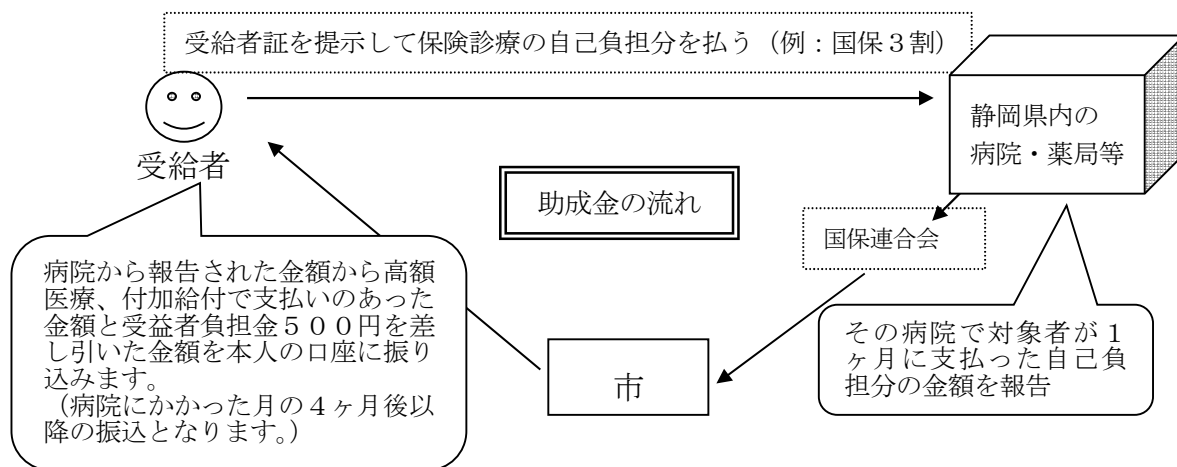 受給者証を提示して保険診療の自己負担分を払う（例：国保３割）
静岡県内の
病院・薬局等
受給者
助成金の流れ
国保連合会
病院から報告された金額から高額
医療、付加給付で支払いのあった
金額と受益者負担金５００円を差
し引いた金額を本人の口座に振り
込みます。
（病院にかかった月の４ヶ月後以
降の振込となります。）
市
その病院で対象者が１
ヶ月に支払った自己負
担分の金額を報告